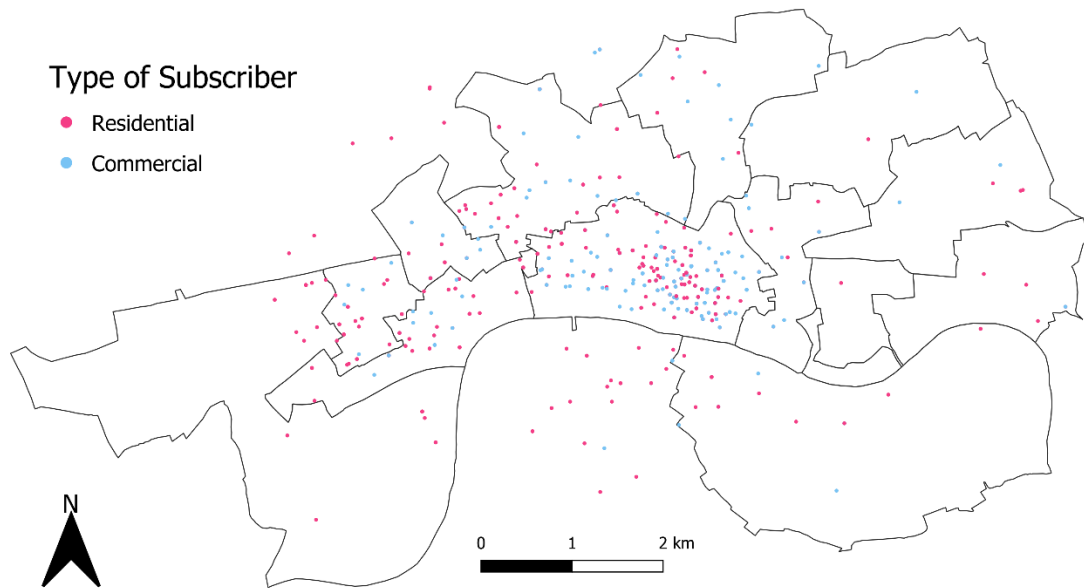 Type of Subscriber
Residential
Commercial
N
0 1 2 km